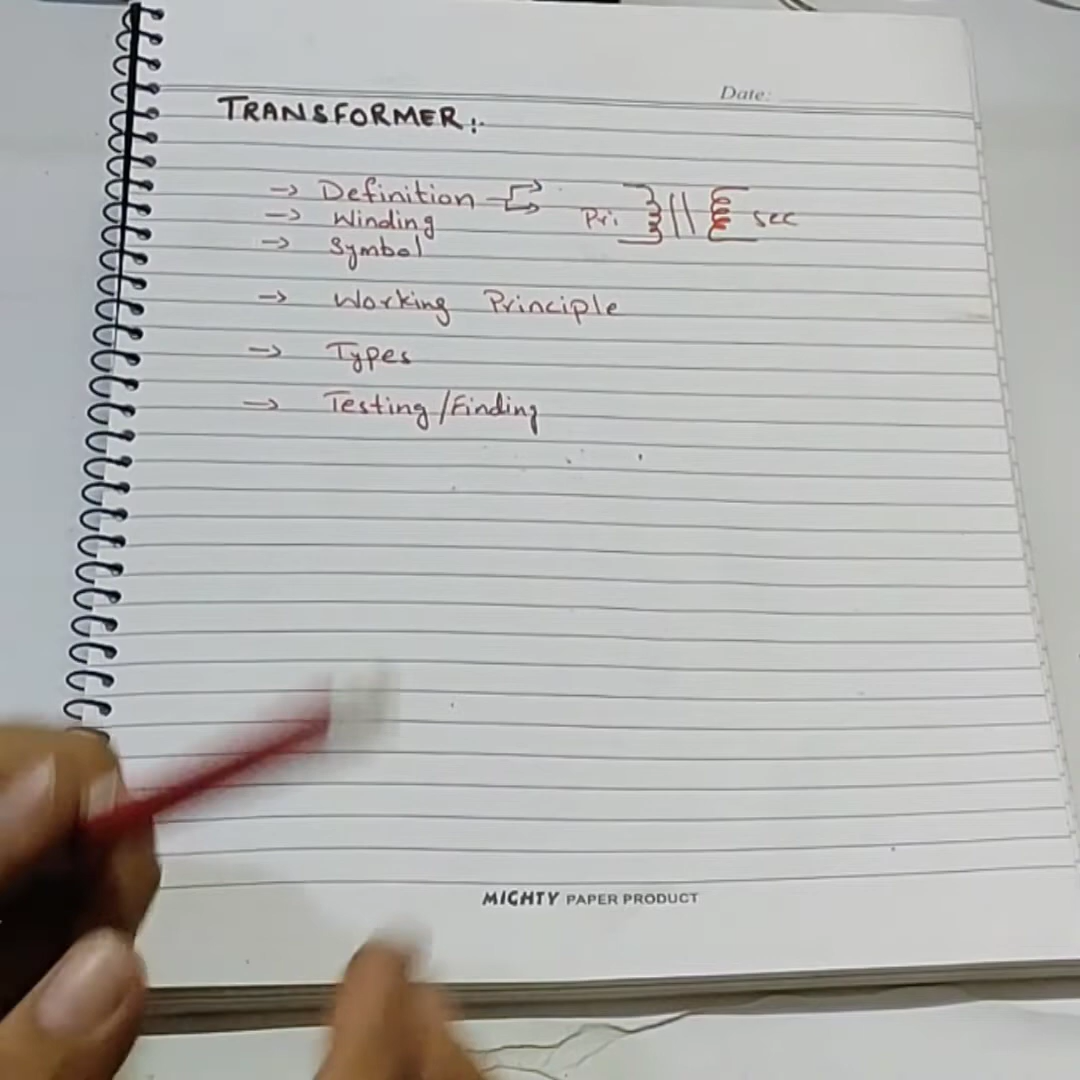 Date:
TRANSFORMER:-
→ Definition
→ Winding
→ Symbol
Pri
Sec
→ Working Principle
→ Types
→ Testing/Finding
MIGHTY PAPER PRODUCT